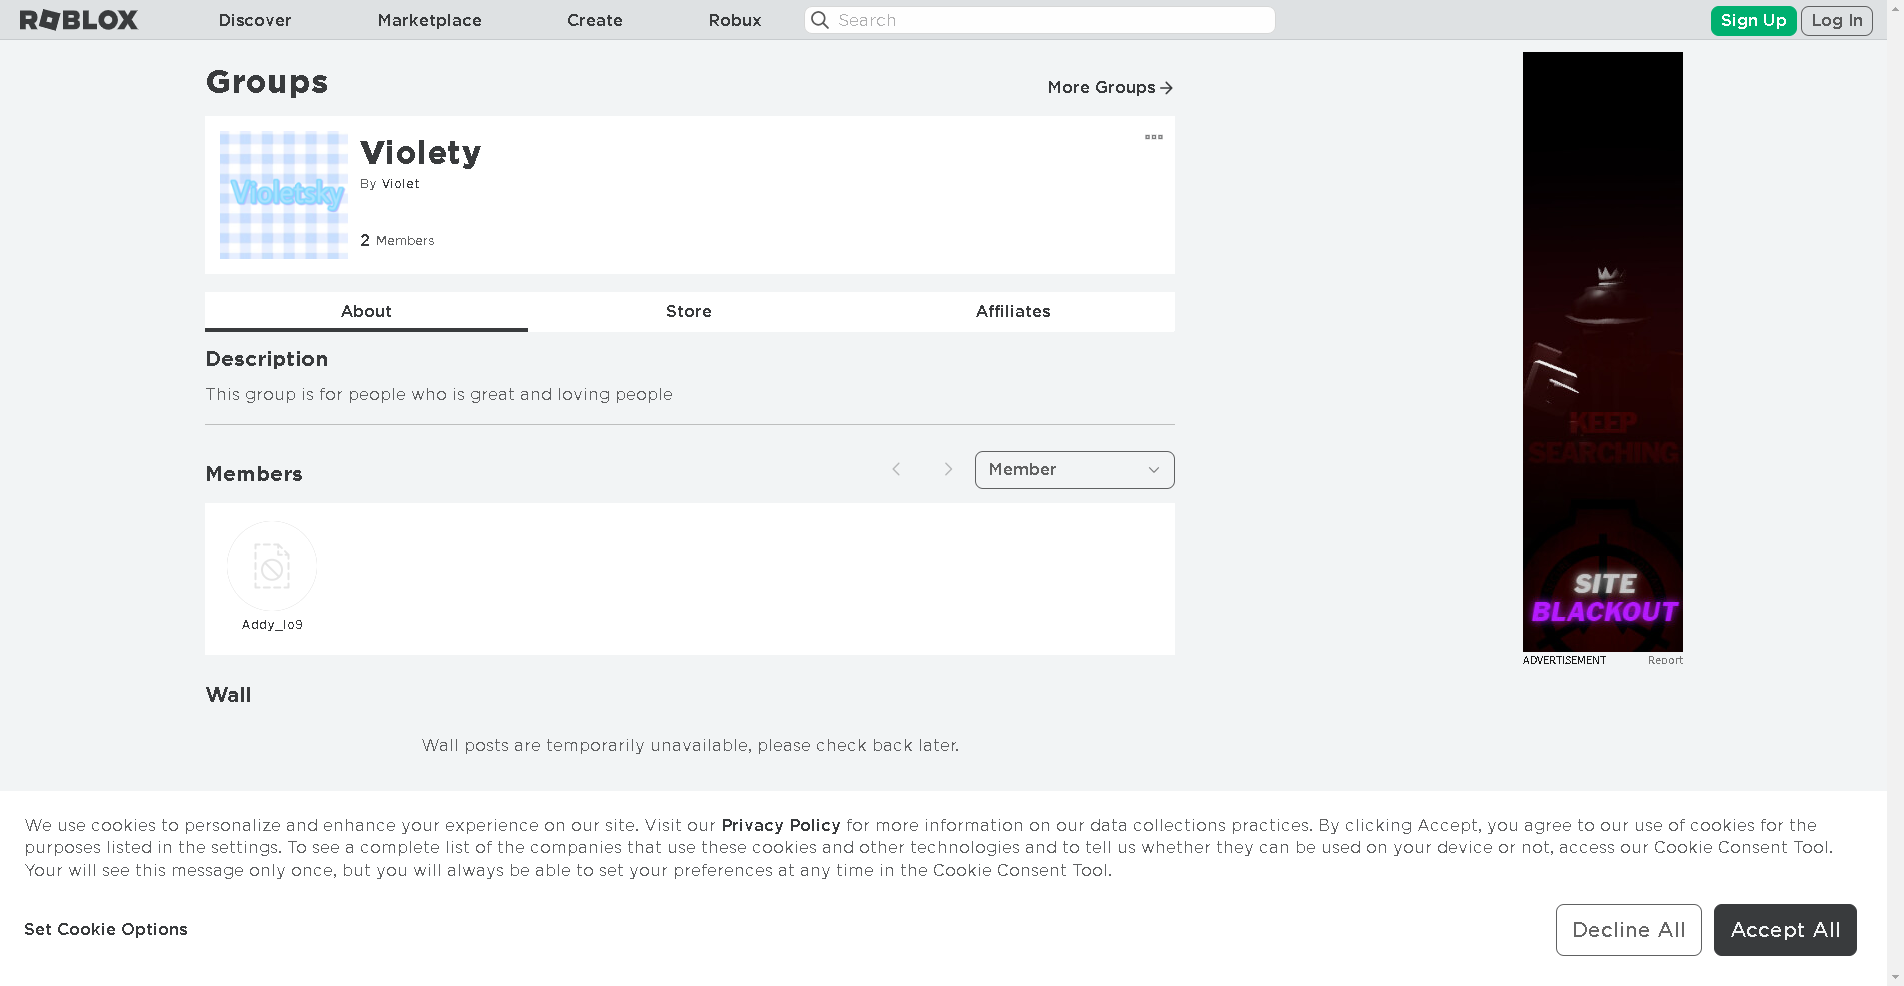 ROBLOX
Discover
Marketplace
Create
Robux
Search
Sign Up
Log In
Groups
More Groups
Violetsky
Violety
By Violet
2 Members
About
Store
Affiliates
Description
This group is for people who is great and loving people
Members
Member
Addy_lo9
Wall
Wall posts are temporarily unavailable, please check back later.
KEEP
SEARCHING
SITE
BLACKOUT
ADVERTISEMENT
Report
We use cookies to personalize and enhance your experience on our site. Visit our Privacy Policy for more information on our data collections practices. By clicking Accept, you agree to our use of cookies for the
purposes listed in the settings. To see a complete list of the companies that use these cookies and other technologies and to tell us whether they can be used on your device or not, access our Cookie Consent Tool.
Your will see this message only once, but you will always be able to set your preferences at any time in the Cookie Consent Tool.
Set Cookie Options
Decline All
Accept All